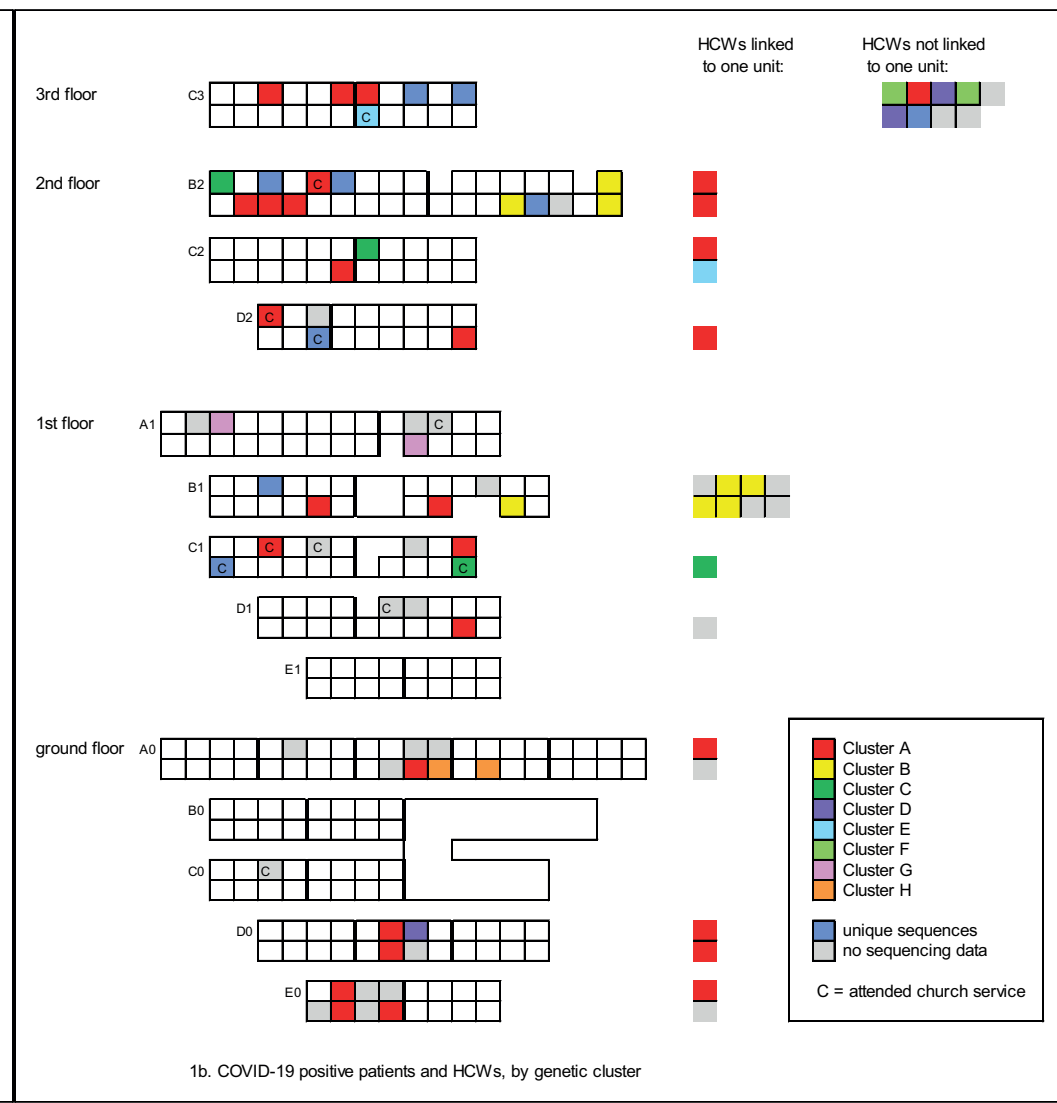 HCWs linked
to one unit:
HCWs not linked
to one unit:
3rd floor
C3
C
2nd floor
B2
C
C2
D2
C
C
1st floor
A1
C
B1
C1
C
C
C
C
D1
C
E1
ground floor
A0
B0
C0
C
D0
E0
Cluster A
Cluster B
Cluster C
Cluster D
Cluster E
Cluster F
Cluster G
Cluster H
unique sequences
no sequencing data
C = attended church service
1b. COVID-19 positive patients and HCWs, by genetic cluster